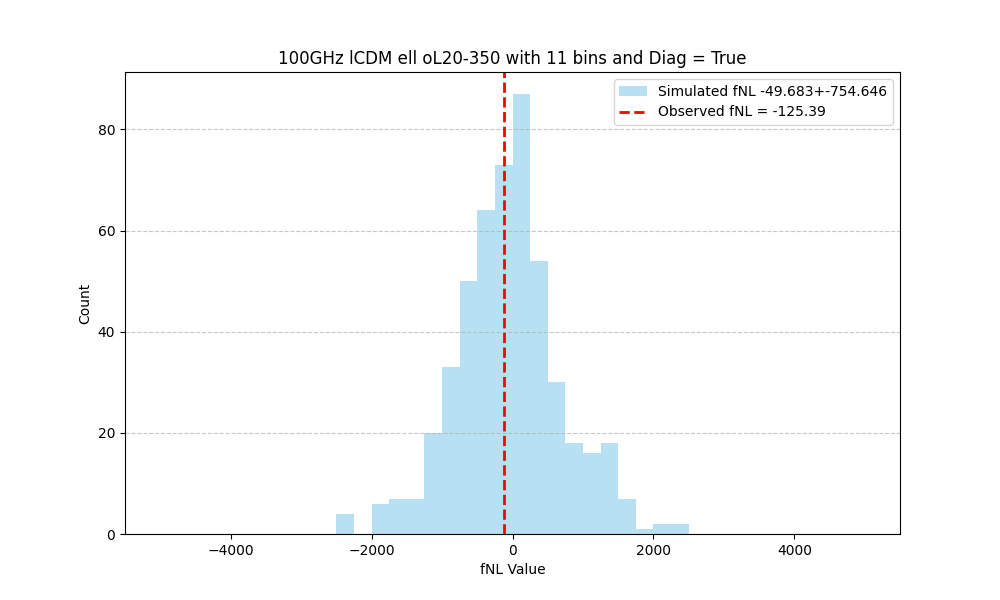 100GHz lCDM ell oL20-350 with 11 bins and Diag = True
Simulated fNL -49.683+-754.646
Observed fNL = -125.39
80
60
40
20
0
Count
−4000 −2000 0 2000 4000
fNL Value